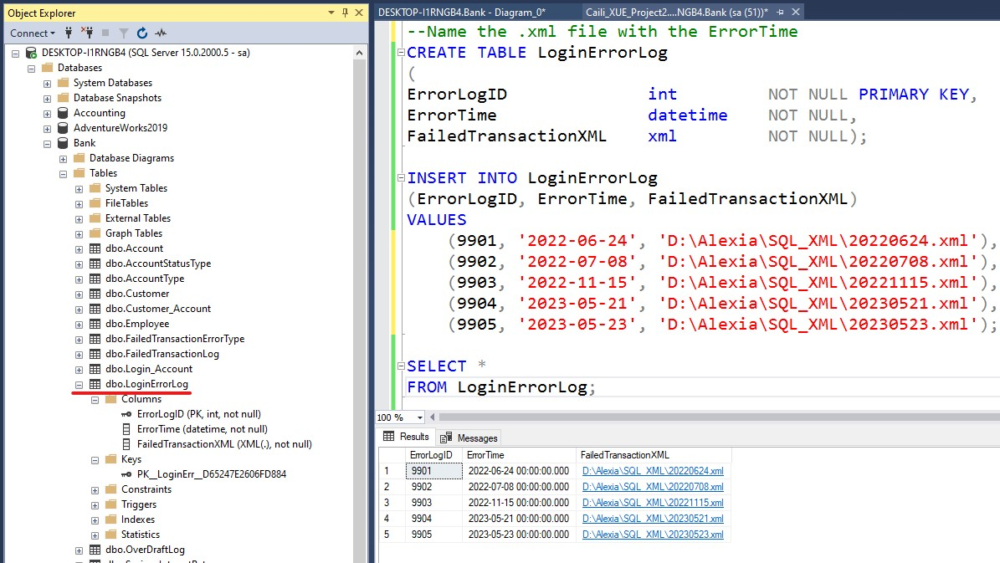 Object Explorer
Connect
DESKTOP-I1RNGB4 (SQL Server 15.0.2000.5 - sa)
Databases
System Databases
Database Snapshots
Accounting
AdventureWorks2019
Bank
Database Diagrams
Tables
System Tables
FileTables
External Tables
Graph Tables
dbo.Account
dbo.AccountStatusType
dbo.AccountType
dbo.Customer
dbo.Customer_Account
dbo.Employee
dbo.FailedTransactionErrorType
dbo.FailedTransactionLog
dbo.Login_Account
dbo.LoginErrorLog
Columns
ErrorLogID (PK, int, not null)
ErrorTime (datetime, not null)
FailedTransactionXML (XML(.), not null)
Keys
PK__LoginErr__D65247E2606FD884
Constraints
Triggers
Indexes
Statistics
dbo.OverDraftLog
DESKTOP-I1RNGB4.Bank - Diagram_0*
Caili_XUE_Project2....NGB4.Bank (sa (51))*
--Name the .xml file with the ErrorTime
CREATE TABLE LoginErrorLog
(
ErrorLogID int NOT NULL PRIMARY KEY,
ErrorTime datetime NOT NULL,
FailedTransactionXML xml NOT NULL);
INSERT INTO LoginErrorLog
(ErrorLogID, ErrorTime, FailedTransactionXML)
VALUES
(9901, '2022-06-24', 'D:\Alexia\SQL_XML\20220624.xml'),
(9902, '2022-07-08', 'D:\Alexia\SQL_XML\20220708.xml'),
(9903, '2022-11-15', 'D:\Alexia\SQL_XML\20221115.xml'),
(9904, '2023-05-21', 'D:\Alexia\SQL_XML\20230521.xml'),
(9905, '2023-05-23', 'D:\Alexia\SQL_XML\20230523.xml');
SELECT *
FROM LoginErrorLog;
100 %
Results Messages
ErrorLogID ErrorTime FailedTransactionXML
1 9901 2022-06-24 00:00:00.000 D:\Alexia\SQL_XML\20220624.xml
2 9902 2022-07-08 00:00:00.000 D:\Alexia\SQL_XML\20220708.xml
3 9903 2022-11-15 00:00:00.000 D:\Alexia\SQL_XML\20221115.xml
4 9904 2023-05-21 00:00:00.000 D:\Alexia\SQL_XML\20230521.xml
5 9905 2023-05-23 00:00:00.000 D:\Alexia\SQL_XML\20230523.xml